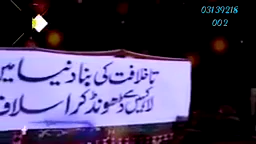 03139218
002
تا خلافت کی بنا دنیا میں
لا کہیں سے ڈھونڈ کر اسلاف